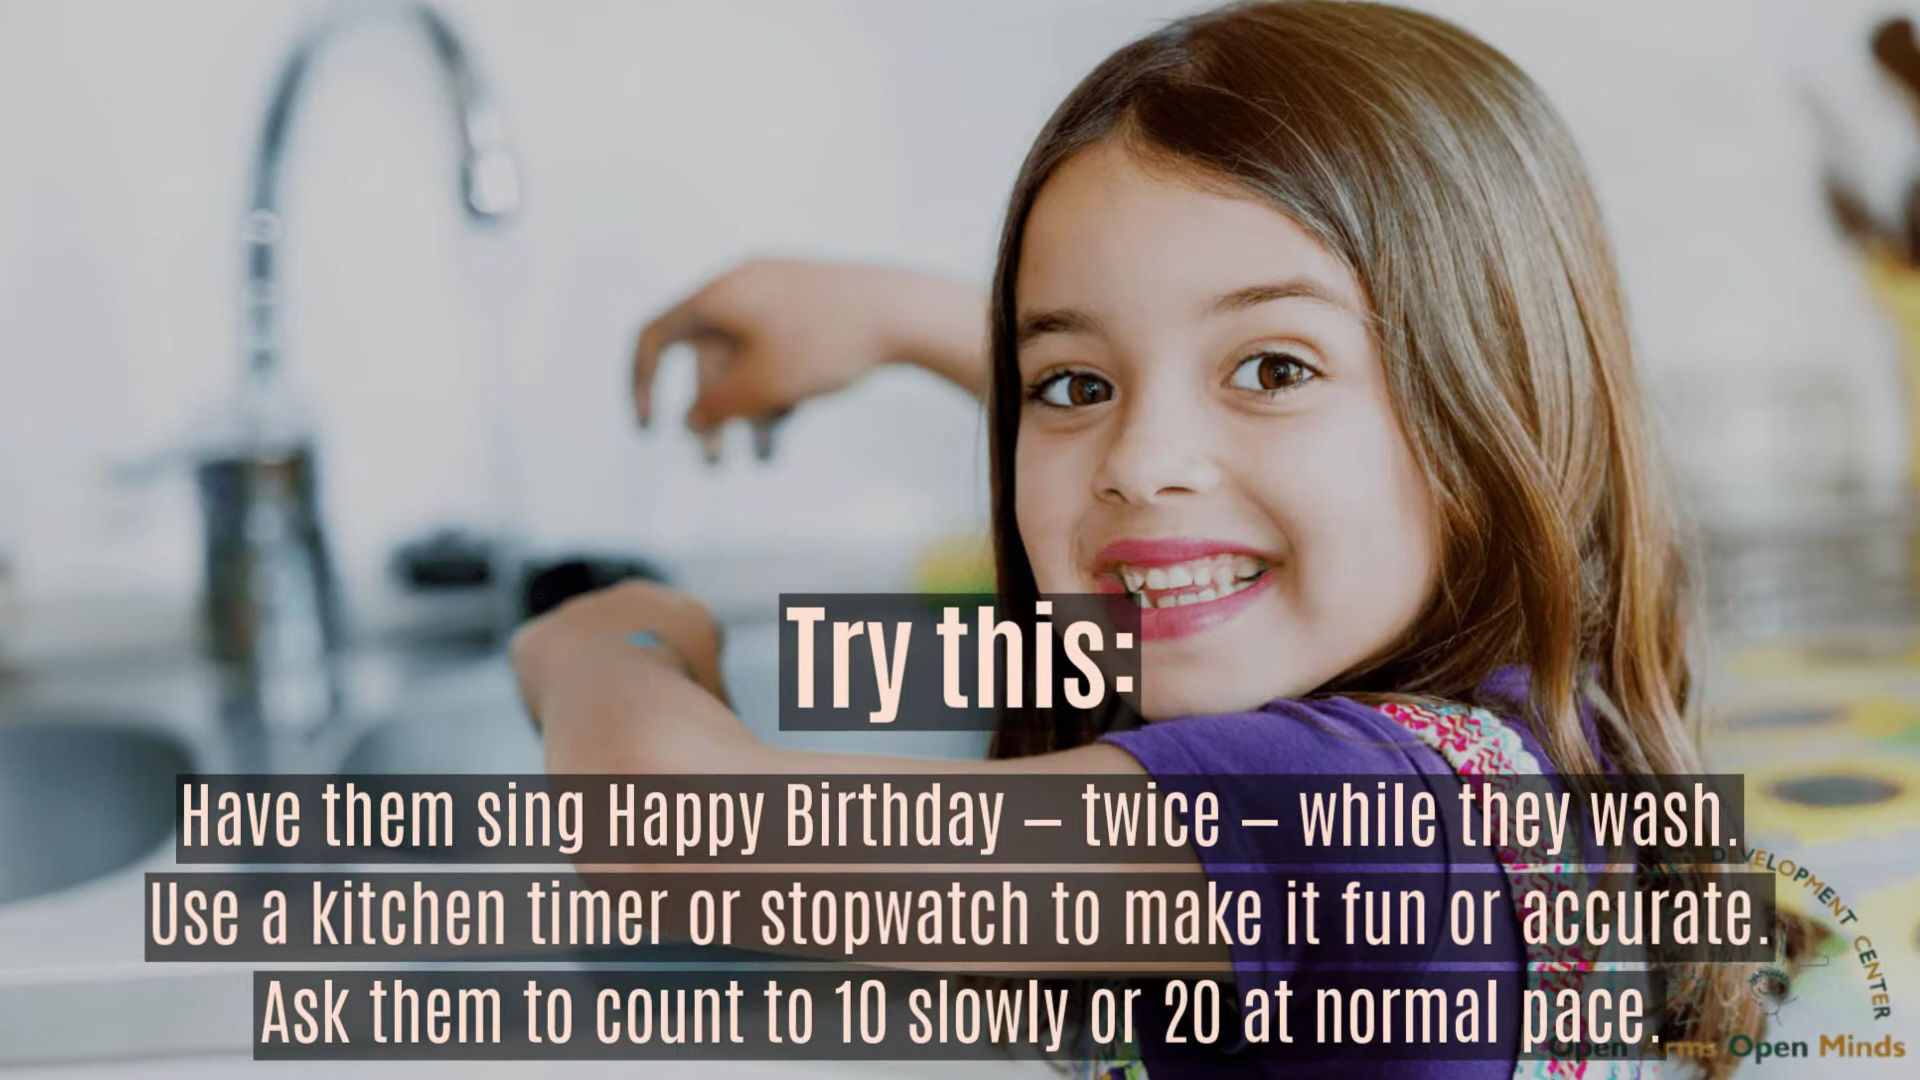 Try this:
Have them sing Happy Birthday – twice – while they wash.
Use a kitchen timer or stopwatch to make it fun or accurate.
Ask them to count to 10 slowly or 20 at normal pace.
DEVELOPMENT CENTER
Open Arms Open Minds